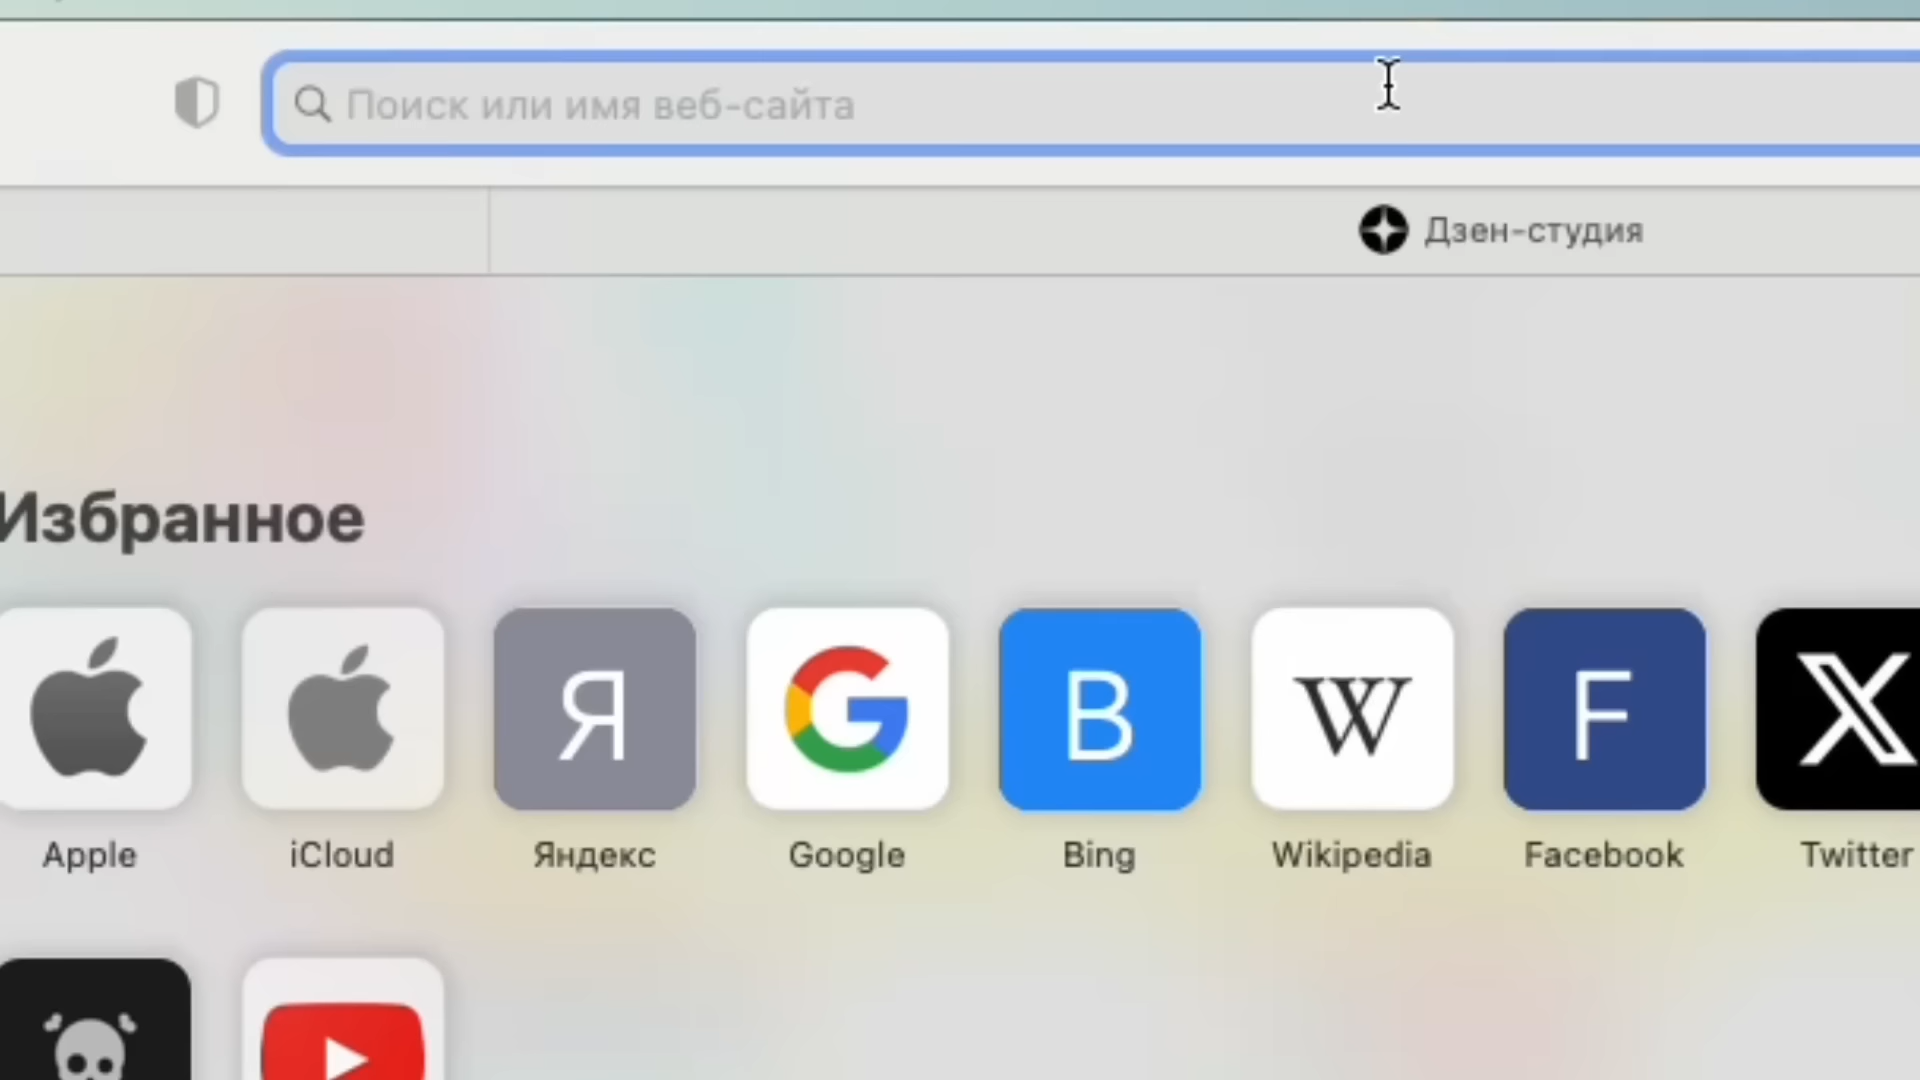 Поиск или имя веб-сайта
Дзен-студия
Избранное
Я
G
B
W
F
X
Apple
iCloud
Яндекс
Google
Bing
Wikipedia
Facebook
Twitter